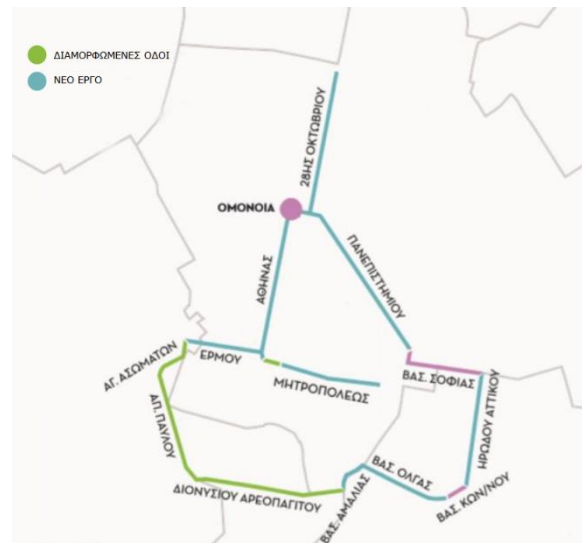 ΔΙΑΜΟΡΦΩΜΕΝΕΣ ΟΔΟΙ
ΝΕΟ ΕΡΓΟ
28ΗΣ ΟΚΤΩΒΡΙΟΥ
ΟΜΟΝΟΙΑ
ΠΑΝΕΠΙΣΤΗΜΙΟΥ
ΑΘΗΝΑΣ
ΑΓ. ΑΣΩΜΑΤΩΝ
ΕΡΜΟΥ
ΜΗΤΡΟΠΟΛΕΩΣ
ΒΑΣ. ΣΟΦΙΑΣ
ΗΡΩΔΟΥ ΑΤΤΙΚΟΥ
ΑΠ. ΠΑΥΛΟΥ
ΔΙΟΝΥΣΙΟΥ ΑΡΕΟΠΑΓΙΤΟΥ
ΒΑΣ. ΑΜΑΛΙΑΣ
ΒΑΣ. ΟΛΓΑΣ
ΒΑΣ. ΚΩΝ/ΝΟΥ